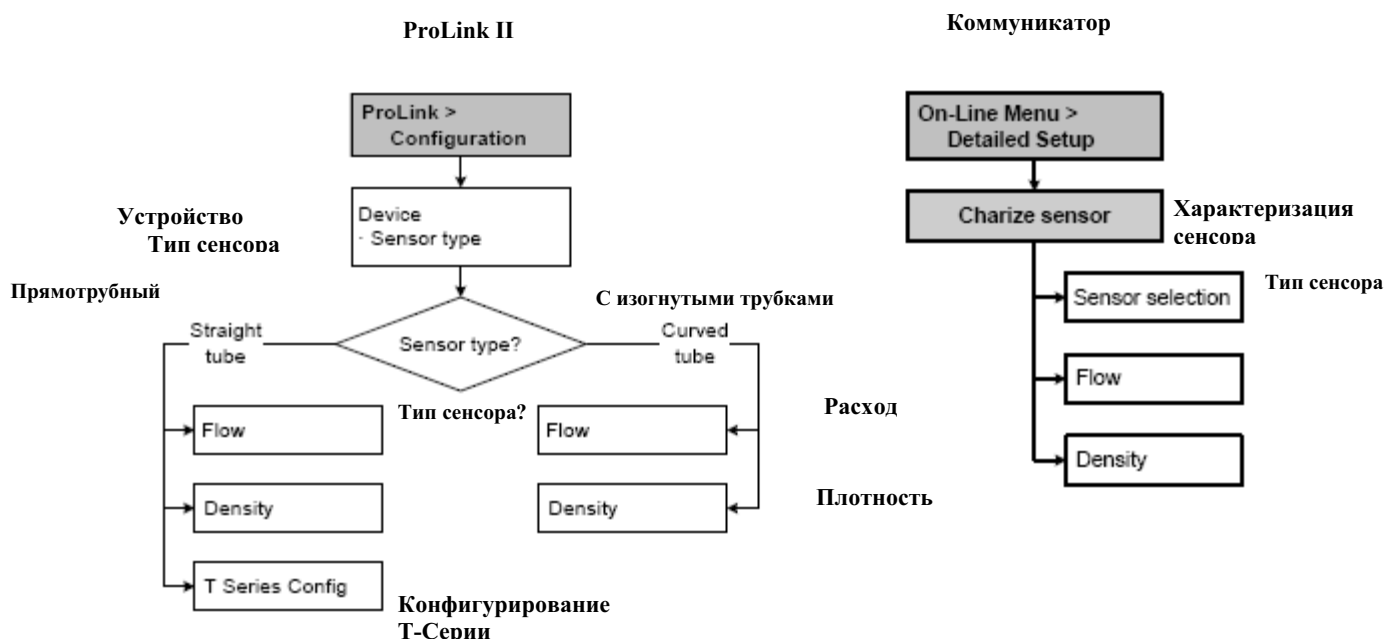 ProLink II
Коммуникатор
ProLink >
Configuration
On-Line Menu >
Detailed Setup
Устройство
Тип сенсора
Device
· Sensor type
Charize sensor
Характеризация
сенсора
Прямотрубный
С изогнутыми трубками
Sensor selection
Тип сенсора
Straight
tube
Sensor type?
Curved
tube
Тип сенсора?
Расход
Flow
Flow
Flow
Density
Density
Density
Плотность
T Series Config
Конфигурирование
Т-Серии